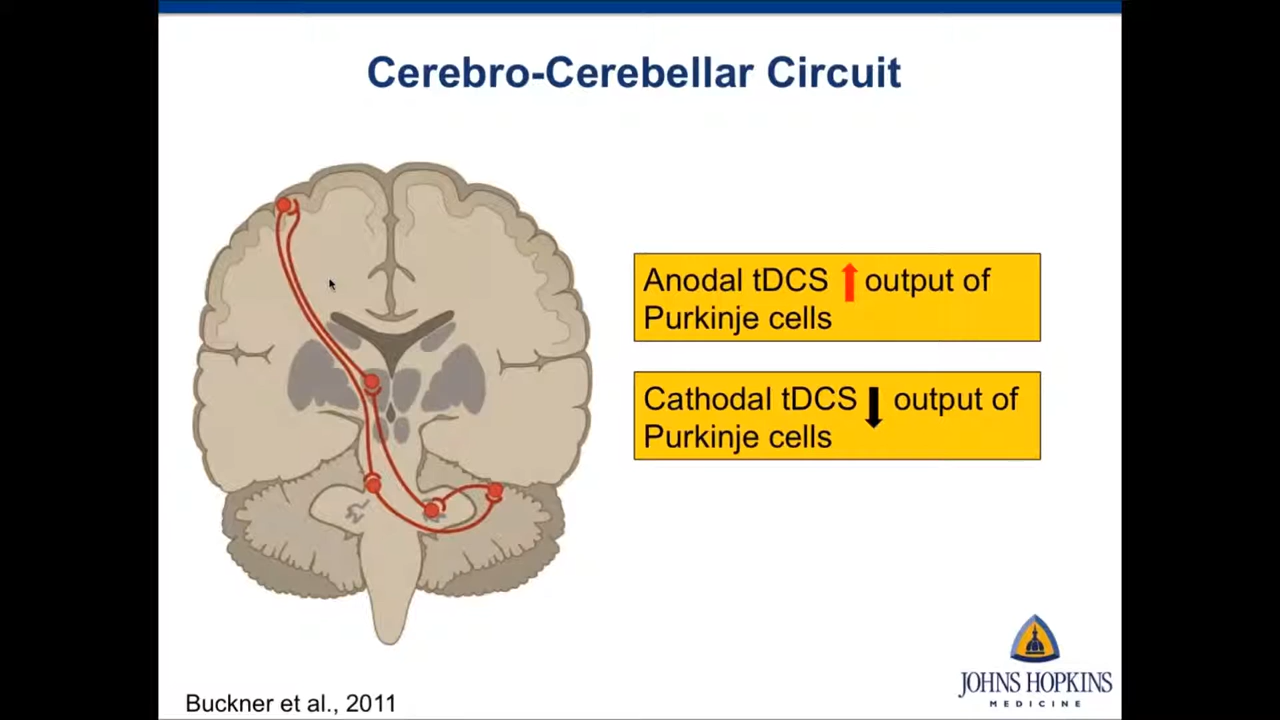 Cerebro-Cerebellar Circuit
Anodal tDCS output of
Purkinje cells
Cathodal tDCS output of
Purkinje cells
Buckner et al., 2011
JOHNS HOPKINS
MEDICINE